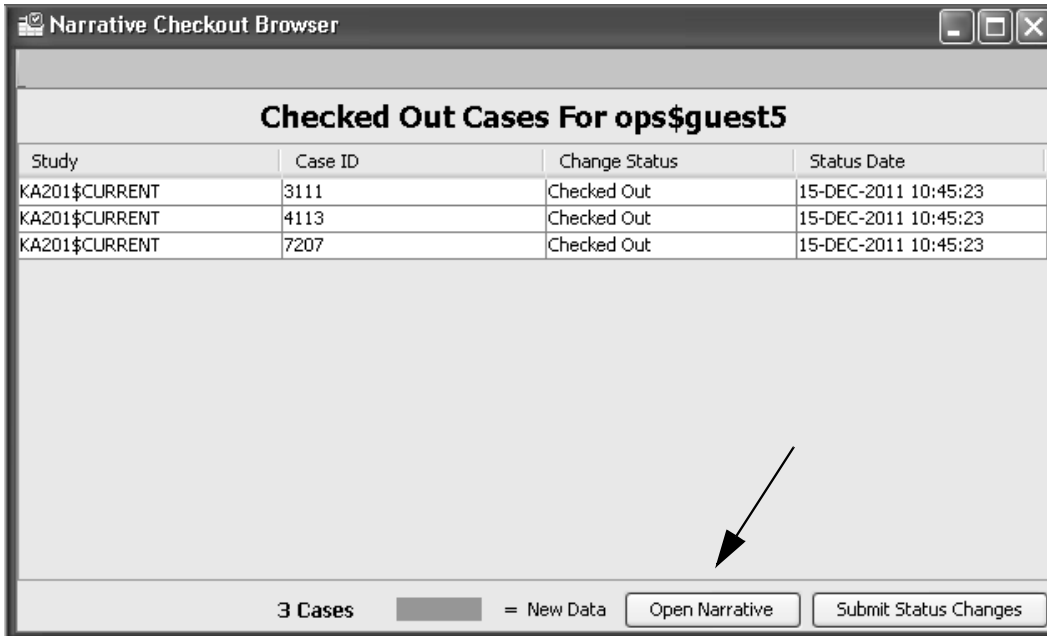 Narrative Checkout Browser
Checked Out Cases For ops$guest5
Study Case ID Change Status Status Date
KA201$CURRENT 3111 Checked Out 15-DEC-2011 10:45:23
KA201$CURRENT 4113 Checked Out 15-DEC-2011 10:45:23
KA201$CURRENT 7207 Checked Out 15-DEC-2011 10:45:23
3 Cases = New Data Open Narrative Submit Status Changes